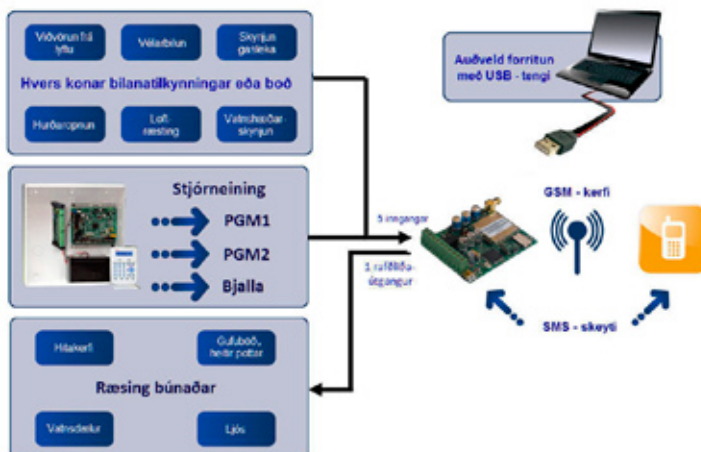 Viðvörun frá
lyftu
Vélarbilun
Skynjun
gasleka
Hvers konar bilanatilkynningar eða boð
Hurðaropnun
Loft-
ræsting
Vatnshæðar-
skynjun
Auðveld forritun
með USB - tengi
Stjórneining
PGM1
PGM2
Bjalla
5 inngangar
1 rafliða-
útgangur
GSM - kerfi
SMS - skeyti
Hitakerfi
Gufuböð,
heitir pottar
Ræsing búnaðar
Vatnsdælur
Ljós